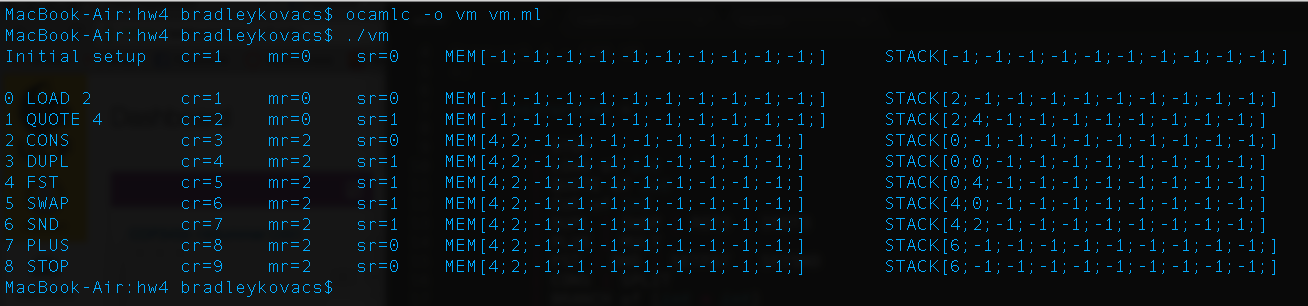 MacBook-Air:hw4 bradleykovacs$ ocamlc -o vm vm.ml
MacBook-Air:hw4 bradleykovacs$ ./vm
Initial setup   cr=1    mr=0    sr=0    MEM[-1;-1;-1;-1;-1;-1;-1;-1;-1;-1;]     STACK[-1;-1;-1;-1;-1;-1;-1;-1;-1;-1;]
0 LOAD 2        cr=1    mr=0    sr=0    MEM[-1;-1;-1;-1;-1;-1;-1;-1;-1;-1;]     STACK[2;-1;-1;-1;-1;-1;-1;-1;-1;-1;]
1 QUOTE 4       cr=2    mr=0    sr=1    MEM[-1;-1;-1;-1;-1;-1;-1;-1;-1;-1;]     STACK[2;4;-1;-1;-1;-1;-1;-1;-1;-1;]
2 CONS          cr=3    mr=2    sr=0    MEM[4;2;-1;-1;-1;-1;-1;-1;-1;-1;]       STACK[0;-1;-1;-1;-1;-1;-1;-1;-1;-1;]
3 DUPL          cr=4    mr=2    sr=1    MEM[4;2;-1;-1;-1;-1;-1;-1;-1;-1;]       STACK[0;0;-1;-1;-1;-1;-1;-1;-1;-1;]
4 FST           cr=5    mr=2    sr=1    MEM[4;2;-1;-1;-1;-1;-1;-1;-1;-1;]       STACK[0;4;-1;-1;-1;-1;-1;-1;-1;-1;]
5 SWAP          cr=6    mr=2    sr=1    MEM[4;2;-1;-1;-1;-1;-1;-1;-1;-1;]       STACK[4;0;-1;-1;-1;-1;-1;-1;-1;-1;]
6 SND           cr=7    mr=2    sr=1    MEM[4;2;-1;-1;-1;-1;-1;-1;-1;-1;]       STACK[4;2;-1;-1;-1;-1;-1;-1;-1;-1;]
7 PLUS          cr=8    mr=2    sr=0    MEM[4;2;-1;-1;-1;-1;-1;-1;-1;-1;]       STACK[6;-1;-1;-1;-1;-1;-1;-1;-1;-1;]
8 STOP          cr=9    mr=2    sr=0    MEM[4;2;-1;-1;-1;-1;-1;-1;-1;-1;]       STACK[6;-1;-1;-1;-1;-1;-1;-1;-1;-1;]
MacBook-Air:hw4 bradleykovacs$